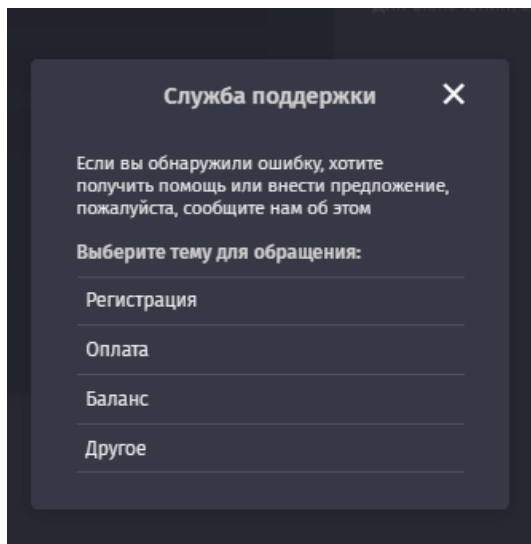 Служба поддержки
Если вы обнаружили ошибку, хотите
получить помощь или внести предложение,
пожалуйста, сообщите нам об этом
Выберите тему для обращения:
Регистрация
Оплата
Баланс
Другое